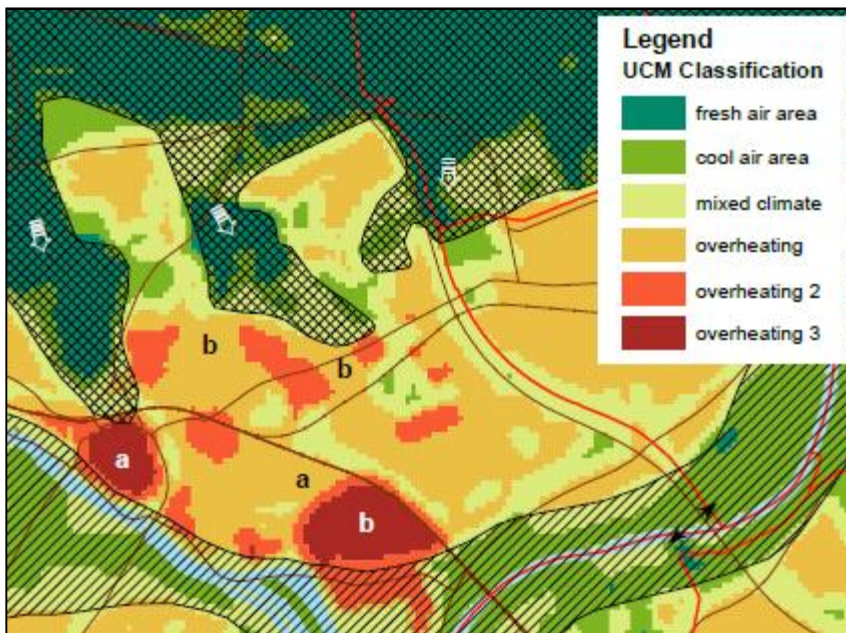 Legend
UCM Classification
fresh air area
cool air area
mixed climate
overheating
overheating 2
overheating 3
b
b
a
a
b